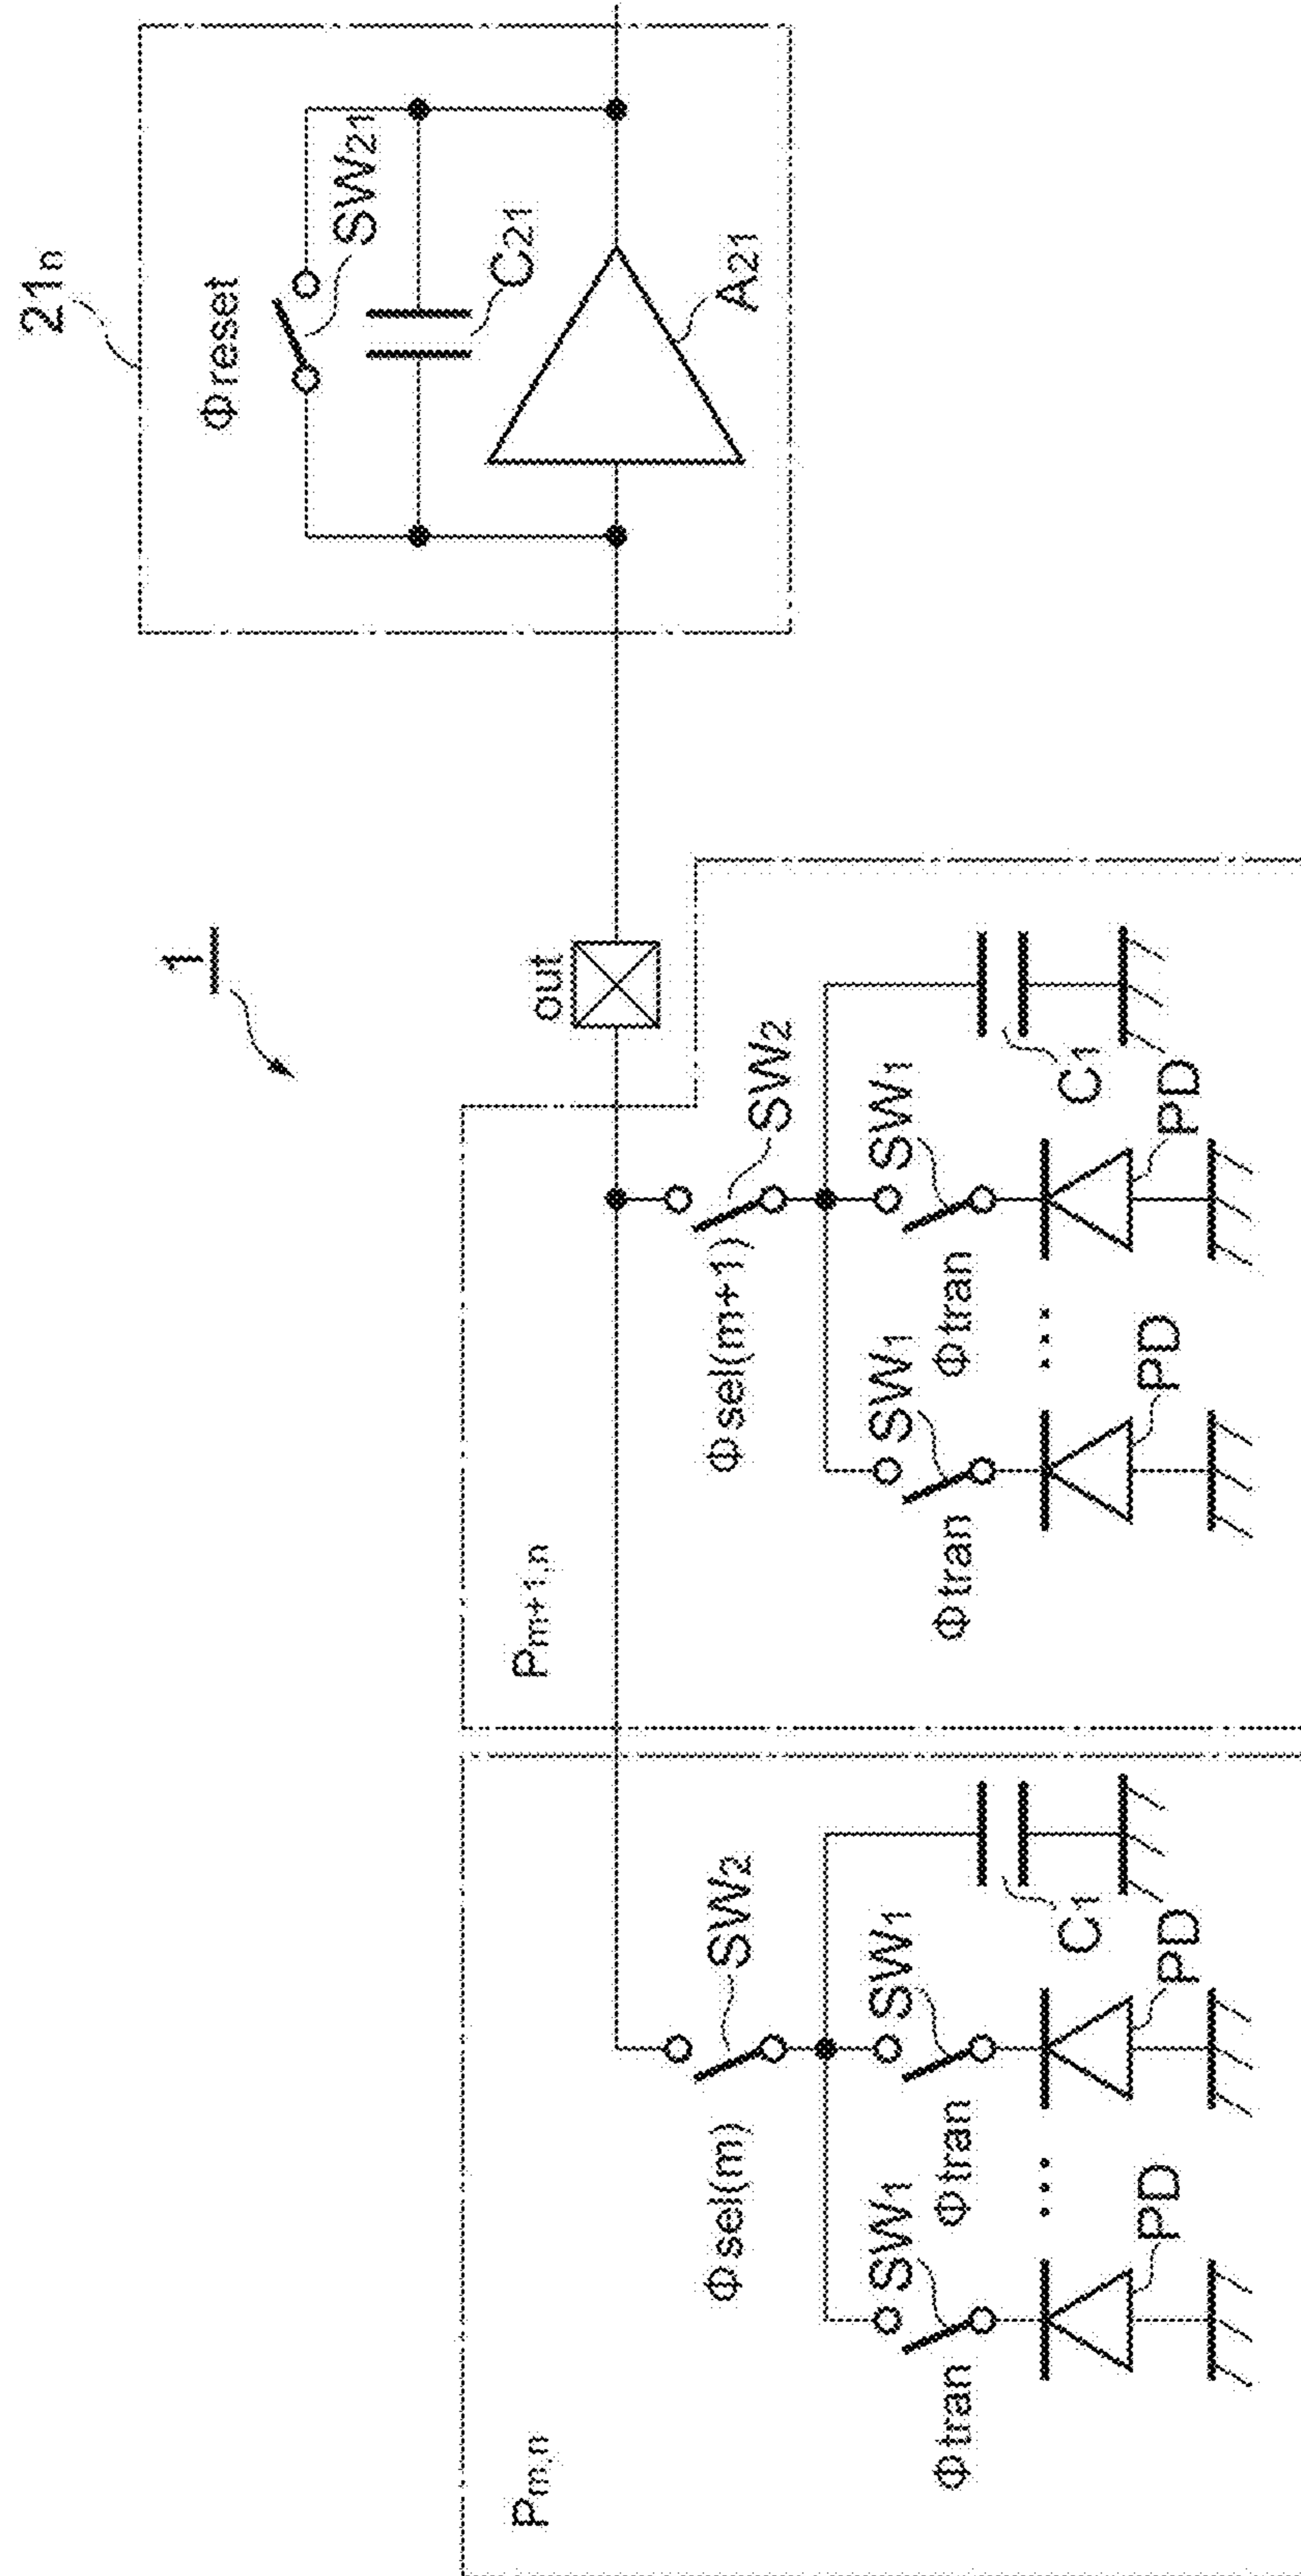 1
21n
Φreset
SW21
C21
A21
out
Pm,n
Φsel(m)
SW2
SW1
Φtran
SW1
Φtran
C1
PD
PD
...
Pm+1,n
Φsel(m+1)
SW2
SW1
Φtran
SW1
Φtran
C1
PD
PD
...